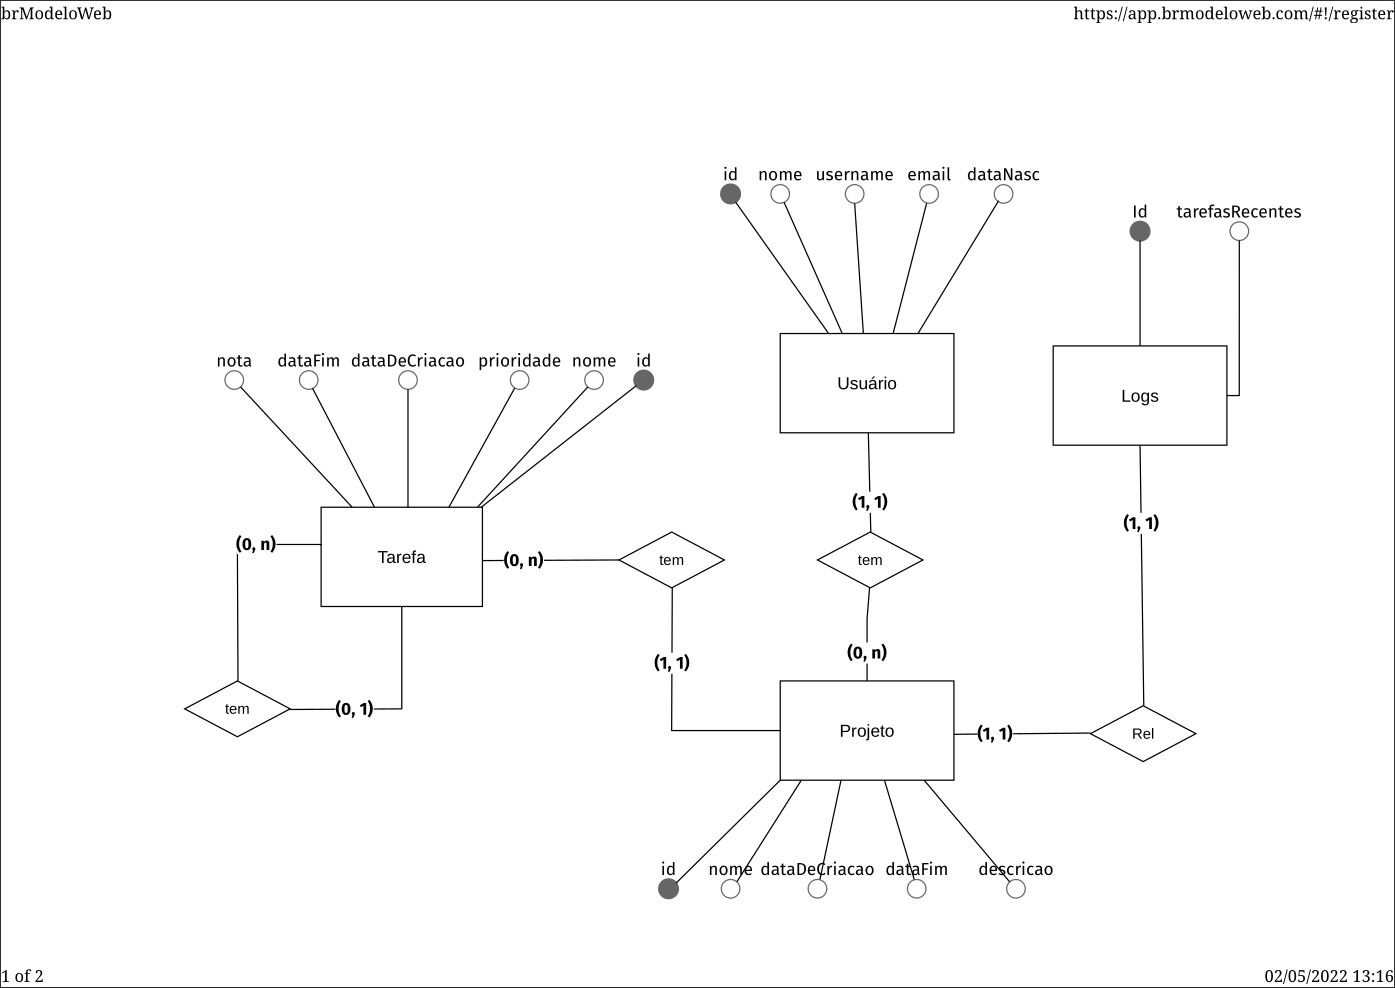 brModeloWeb
https://app.brmodeloweb.com/#!/register
id nome username email dataNasc
Id tarefasRecentes
nota dataFim dataDeCriacao prioridade nome id
Usuário
Logs
(1, 1)
(1, 1)
(0, n)
Tarefa
(0, n)
tem
tem
(0, n)
(1, 1)
tem
(0, 1)
Projeto
(1, 1)
Rel
id nome dataDeCriacao dataFim descricao
1 of 2
02/05/2022 13:16